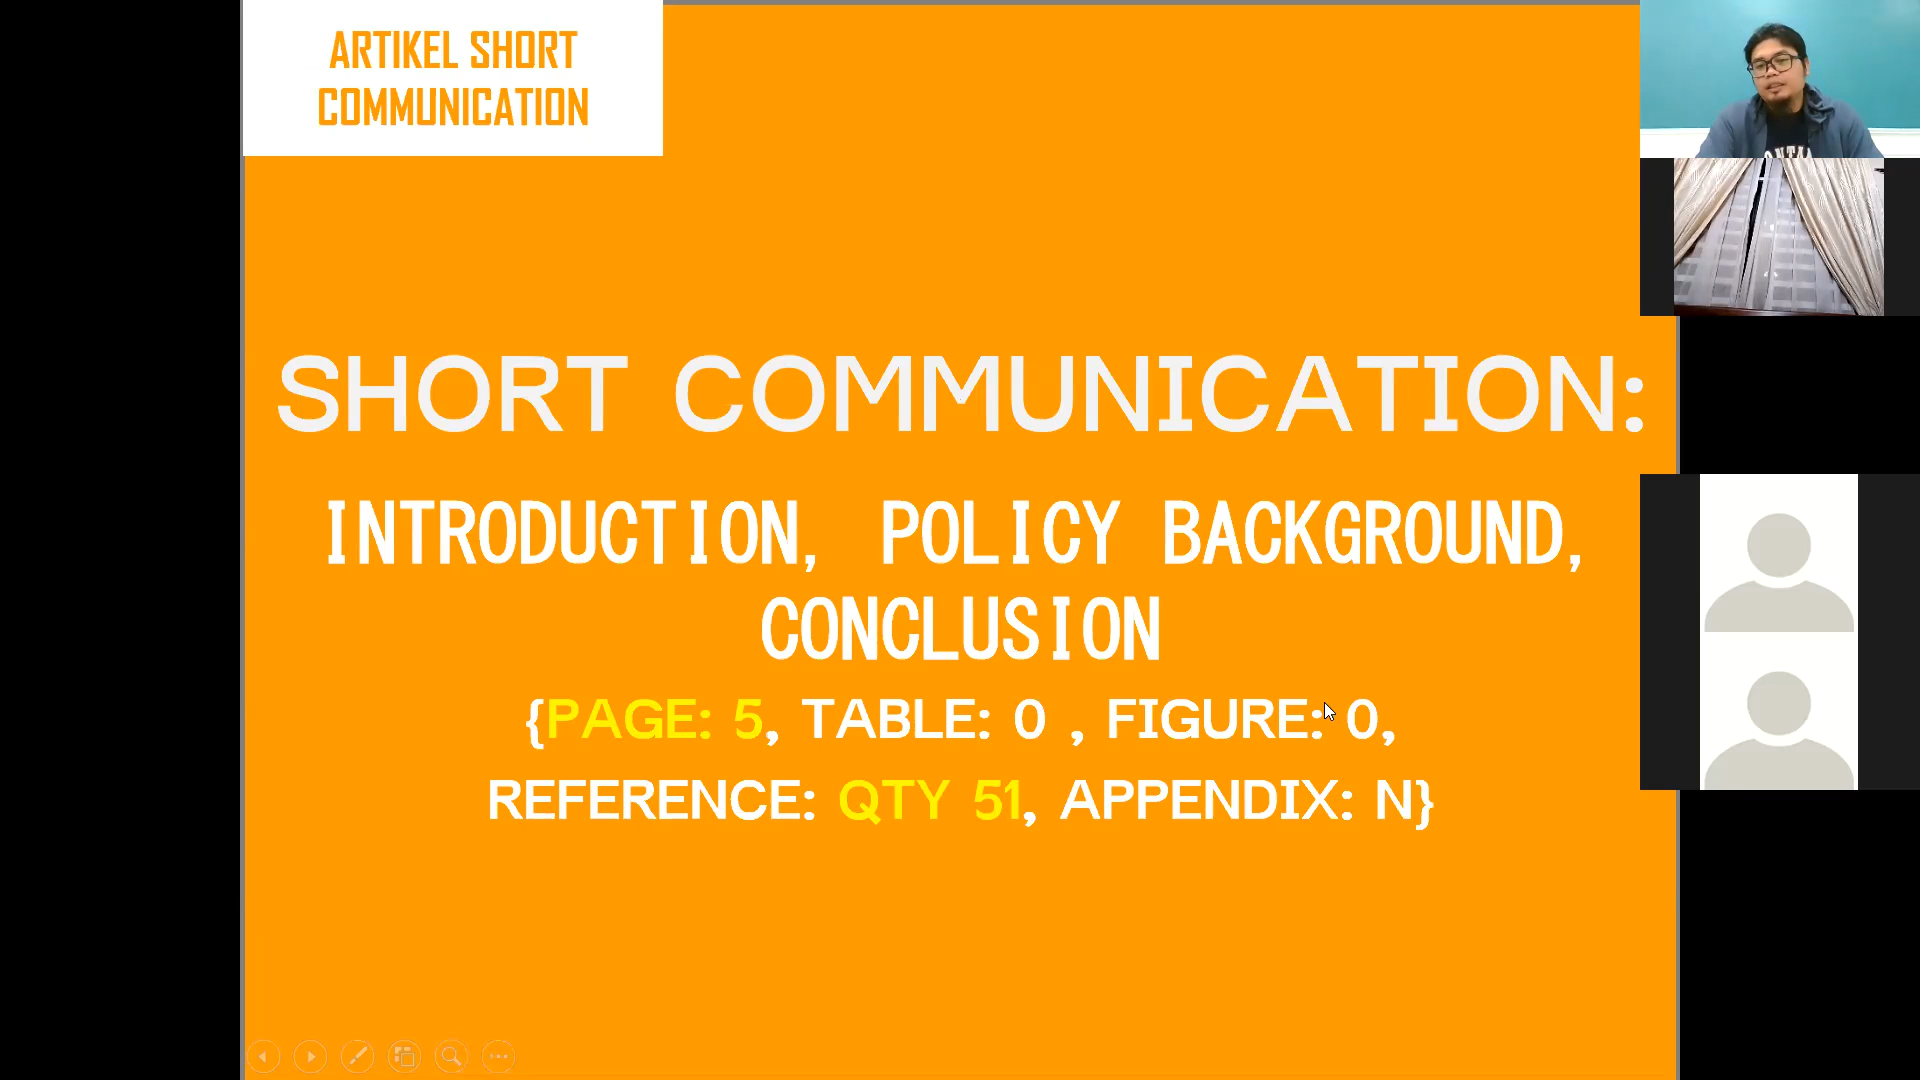 ARTIKEL SHORT
COMMUNICATION
SHORT COMMUNICATION:
INTRODUCTION, POLICY BACKGROUND,
CONCLUSION
{PAGE: 5, TABLE: 0 , FIGURE: 0,
REFERENCE: QTY 51, APPENDIX: N}